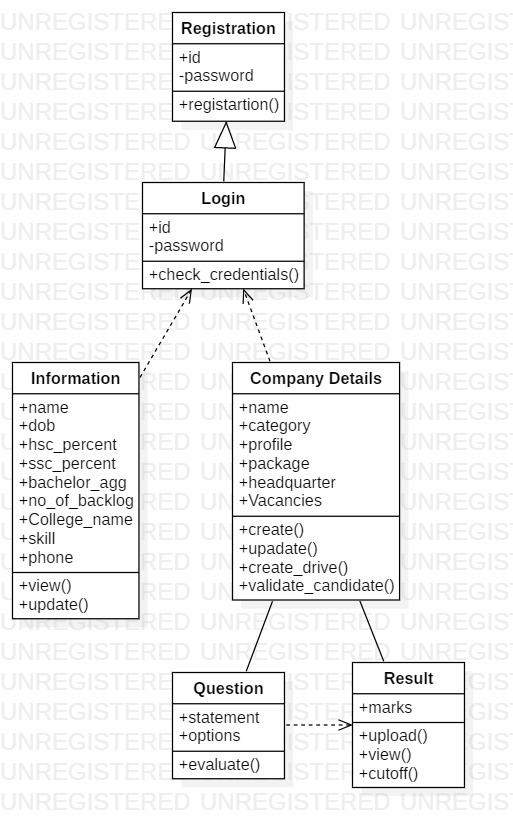 Registration
+id
-password
+registartion()
Login
+id
-password
+check_credentials()
Information
+name
+dob
+hsc_percent
+ssc_percent
+bachelor_agg
+no_of_backlog
+College_name
+skill
+phone
+view()
+update()
Company Details
+name
+category
+profile
+package
+headquarter
+Vacancies
+create()
+upadate()
+create_drive()
+validate_candidate()
Question
+statement
+options
+evaluate()
Result
+marks
+upload()
+view()
+cutoff()
UNREGISTERED